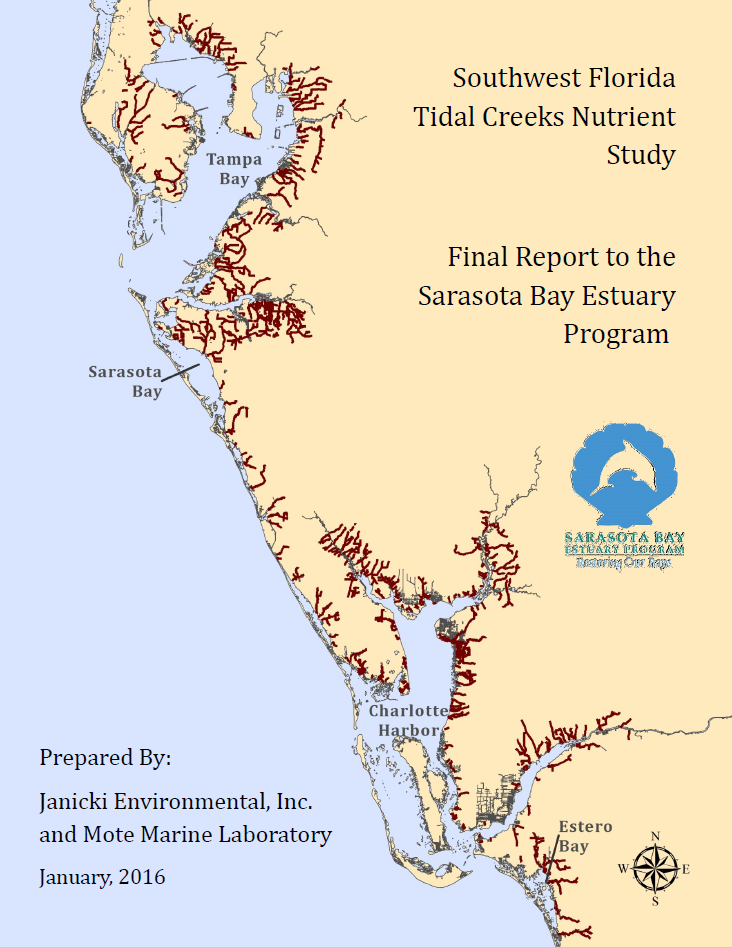 Southwest Florida
Tidal Creeks Nutrient
Study
Final Report to the
Sarasota Bay Estuary
Program
Tampa
Bay
Sarasota
Bay
SARASOTA BAY
ESTUARY PROGRAM
Restoring Our Bays
Charlotte
Harbor
Estero
Bay
N
W
E
S
Prepared By:
Janicki Environmental, Inc.
and Mote Marine Laboratory
January, 2016